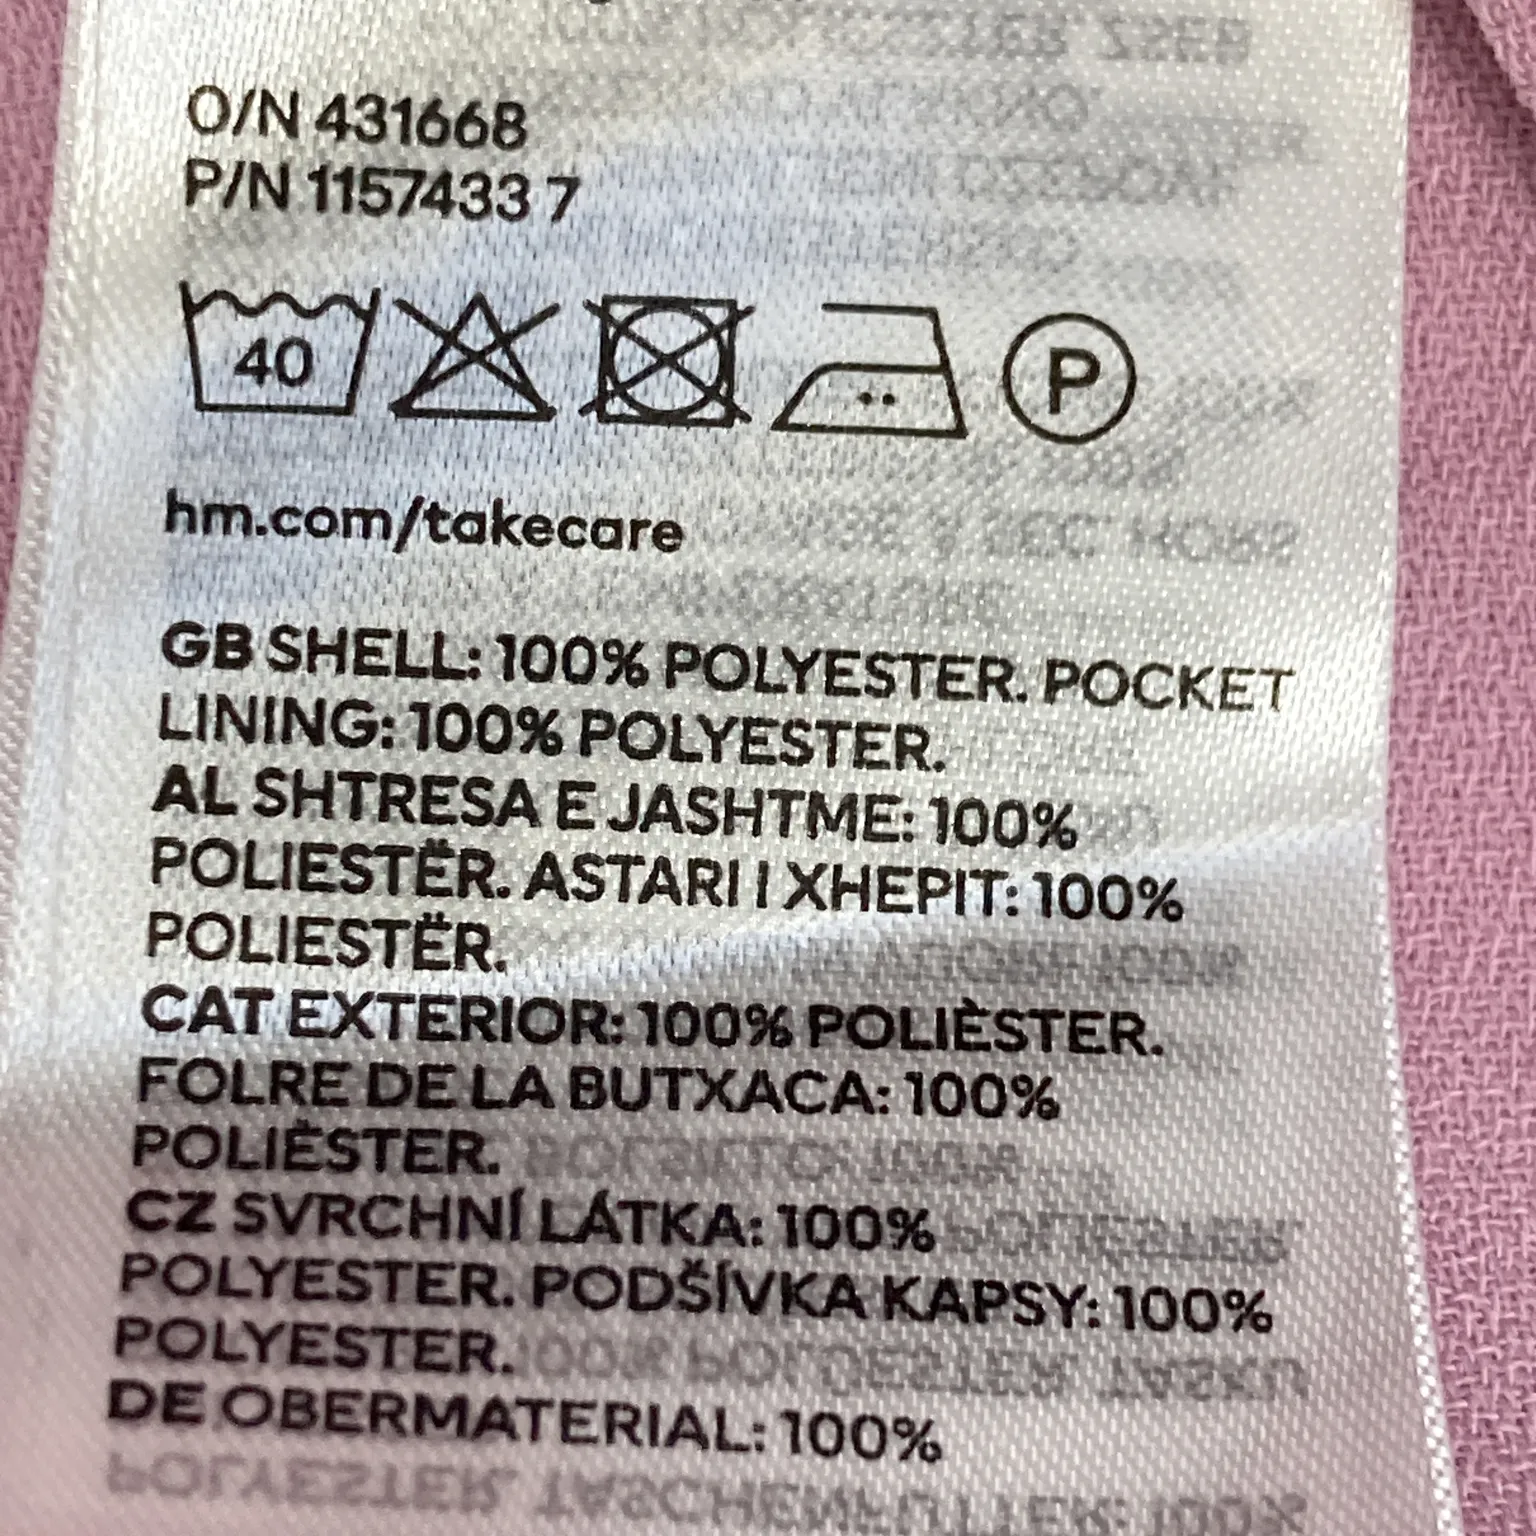 O/N 431668
P/N 1157433 7
40
P
hm.com/takecare
GB SHELL: 100% POLYESTER. POCKET
LINING: 100% POLYESTER.
AL SHTRESA E JASHTME: 100%
POLIESTËR. ASTARI I XHEPIT: 100%
POLIESTËR.
CAT EXTERIOR: 100% POLIÈSTER.
FOLRE DE LA BUTXACA: 100%
POLIÈSTER.
CZ SVRCHNÍ LÁTKA: 100%
POLYESTER. PODŠÍVKA KAPSY: 100%
POLYESTER.
DE OBERMATERIAL: 100%